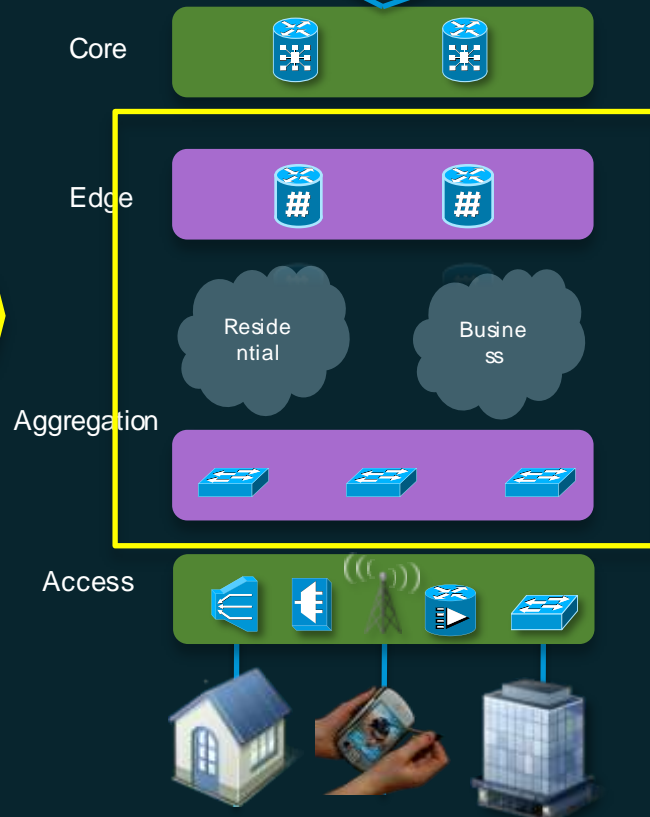 Core
Edge
#
#
Reside
ntial
Busine
ss
Aggregation
Access